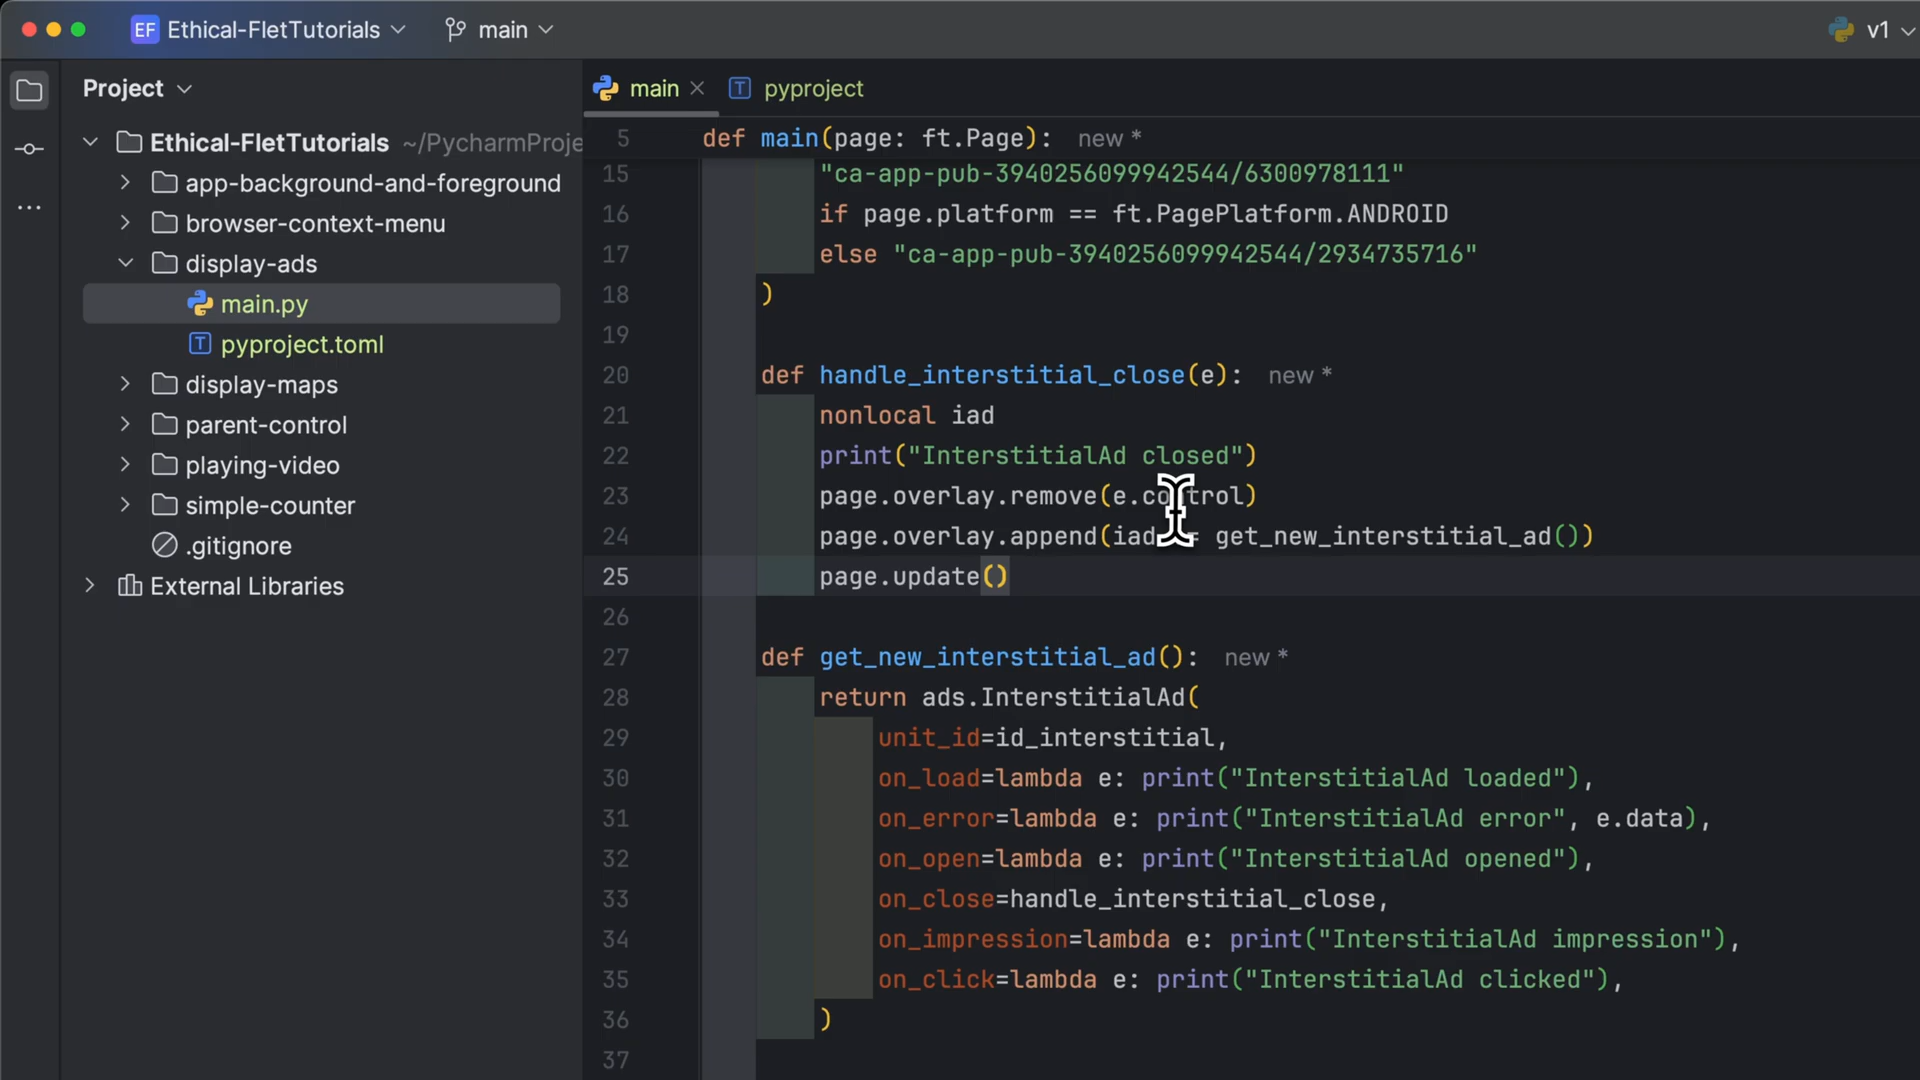 EF Ethical-FletTutorials main v1
Project
Ethical-FletTutorials ~/PycharmProje
app-background-and-foreground
browser-context-menu
display-ads
main.py
T pyproject.toml
display-maps
parent-control
playing-video
simple-counter
.gitignore
External Libraries
main T pyproject
5 def main(page: ft.Page): new *
15 "ca-app-pub-3940256099942544/6300978111"
16 if page.platform == ft.PagePlatform.ANDROID
17 else "ca-app-pub-3940256099942544/2934735716"
18 )
19
20 def handle_interstitial_close(e): new *
21 nonlocal iad
22 print("InterstitialAd closed")
23 page.overlay.remove(e.control)
24 page.overlay.append(iad = get_new_interstitial_ad())
25 page.update()
26
27 def get_new_interstitial_ad(): new *
28 return ads.InterstitialAd(
29 unit_id=id_interstitial,
30 on_load=lambda e: print("InterstitialAd loaded"),
31 on_error=lambda e: print("InterstitialAd error", e.data),
32 on_open=lambda e: print("InterstitialAd opened"),
33 on_close=handle_interstitial_close,
34 on_impression=lambda e: print("InterstitialAd impression"),
35 on_click=lambda e: print("InterstitialAd clicked"),
36 )
37